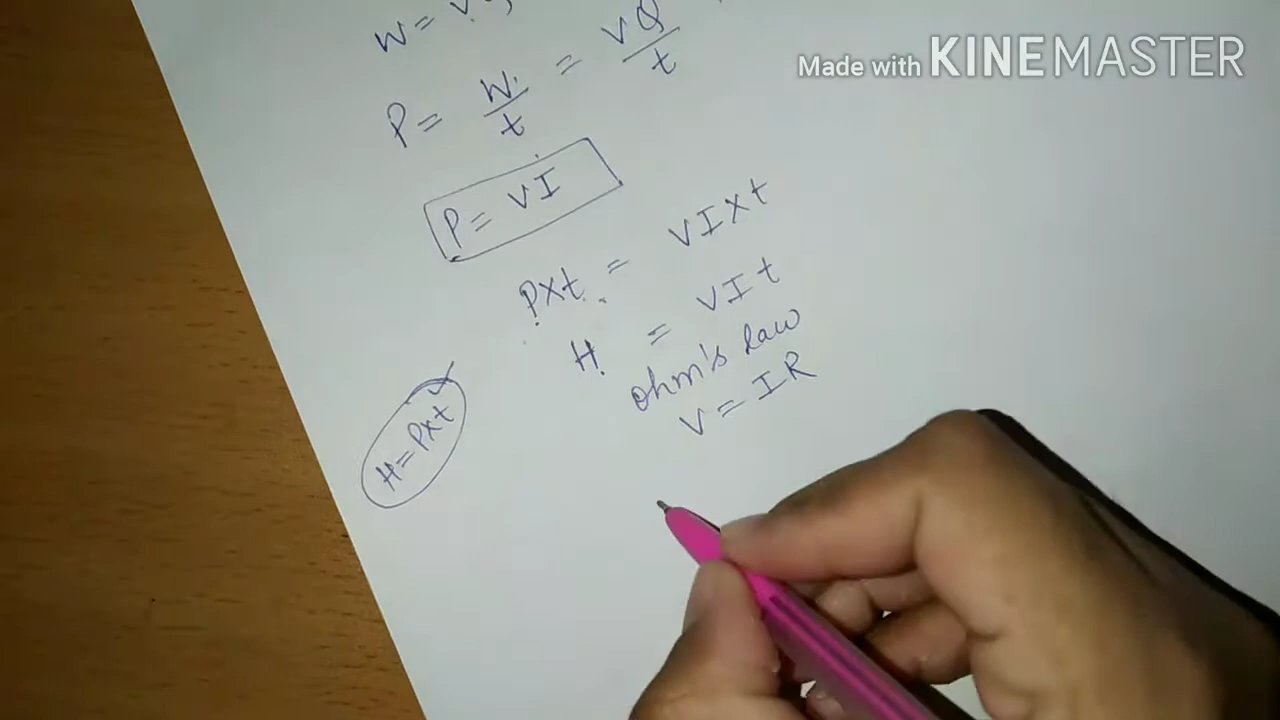 Made with KINEMASTER
W = V
P = W/t = VQ/t
P = VI
P x t = VI x t
H = VIt
ohm's law
V = IR
H = P x t